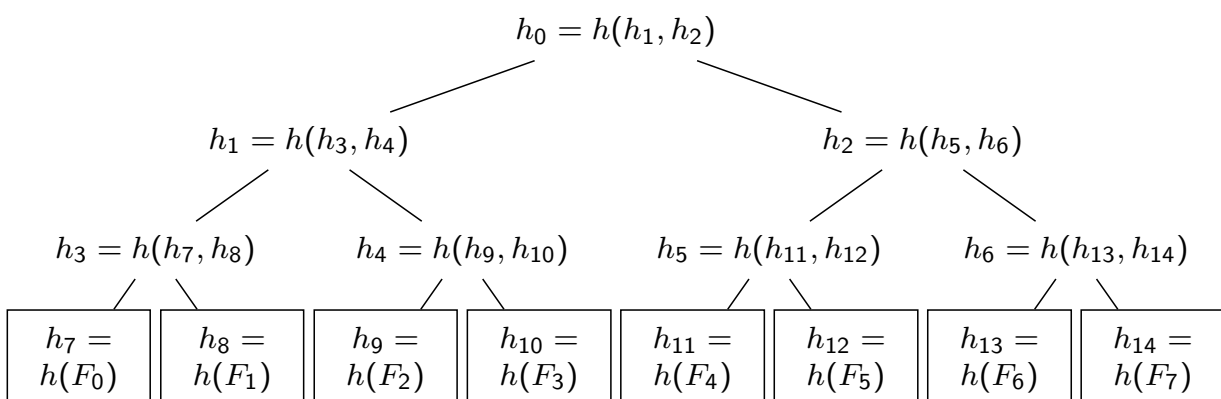 h₀ = h(h₁, h₂)
h₁ = h(h₃, h₄) h₂ = h(h₅, h₆)
h₃ = h(h₇, h₈) h₄ = h(h₉, h₁₀) h₅ = h(h₁₁, h₁₂) h₆ = h(h₁₃, h₁₄)
h₇ = h₈ = h₉ = h₁₀ = h₁₁ = h₁₂ = h₁₃ = h₁₄ =
h(F₀) h(F₁) h(F₂) h(F₃) h(F₄) h(F₅) h(F₆) h(F₇)